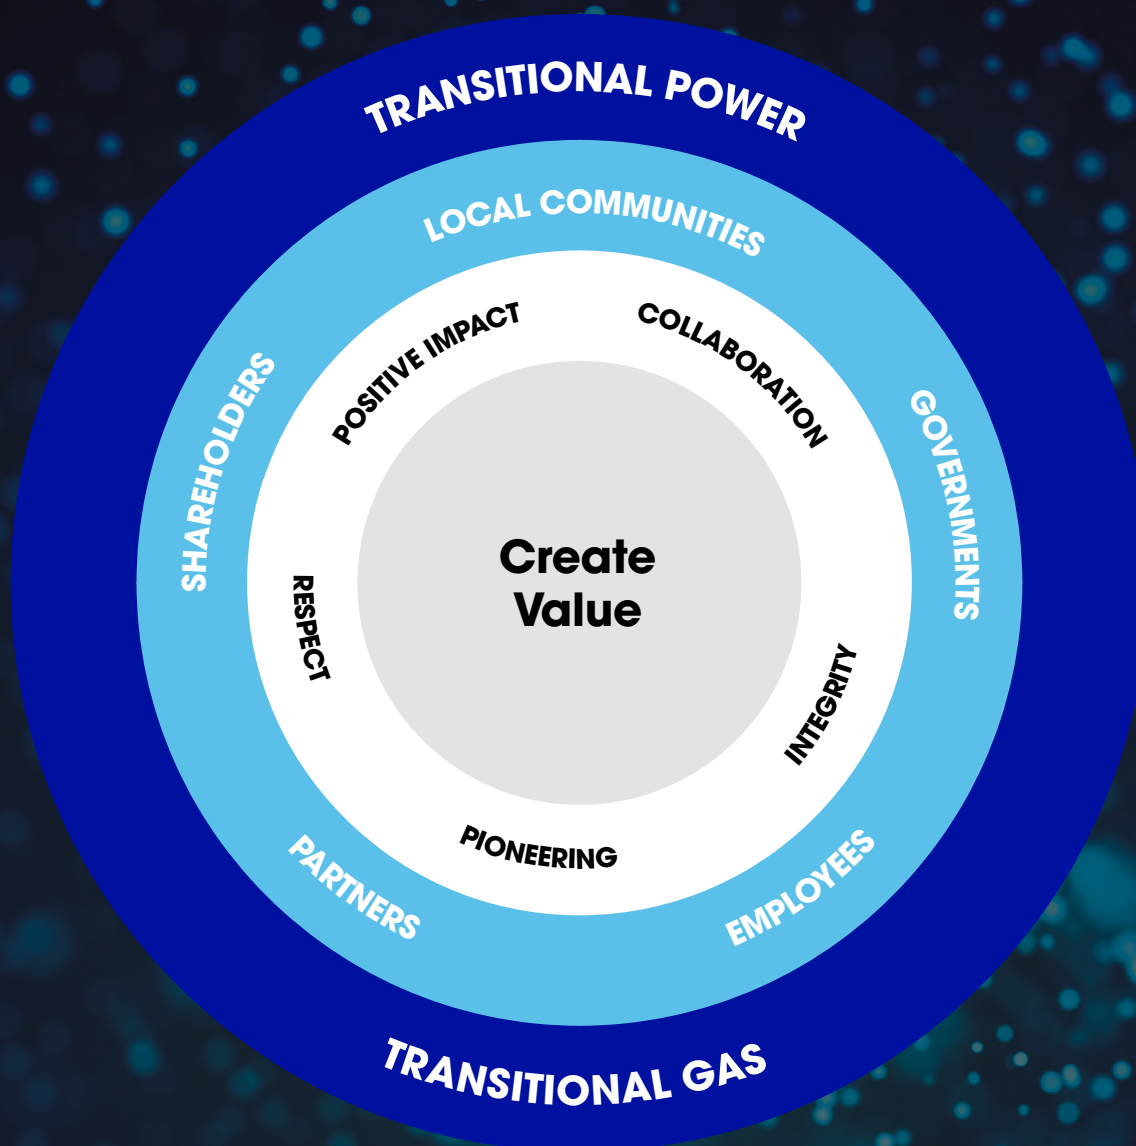 TRANSITIONAL POWER
LOCAL COMMUNITIES
POSITIVE IMPACT
COLLABORATION
SHAREHOLDERS
GOVERNMENTS
Create
Value
RESPECT
INTEGRITY
PIONEERING
PARTNERS
EMPLOYEES
TRANSITIONAL GAS